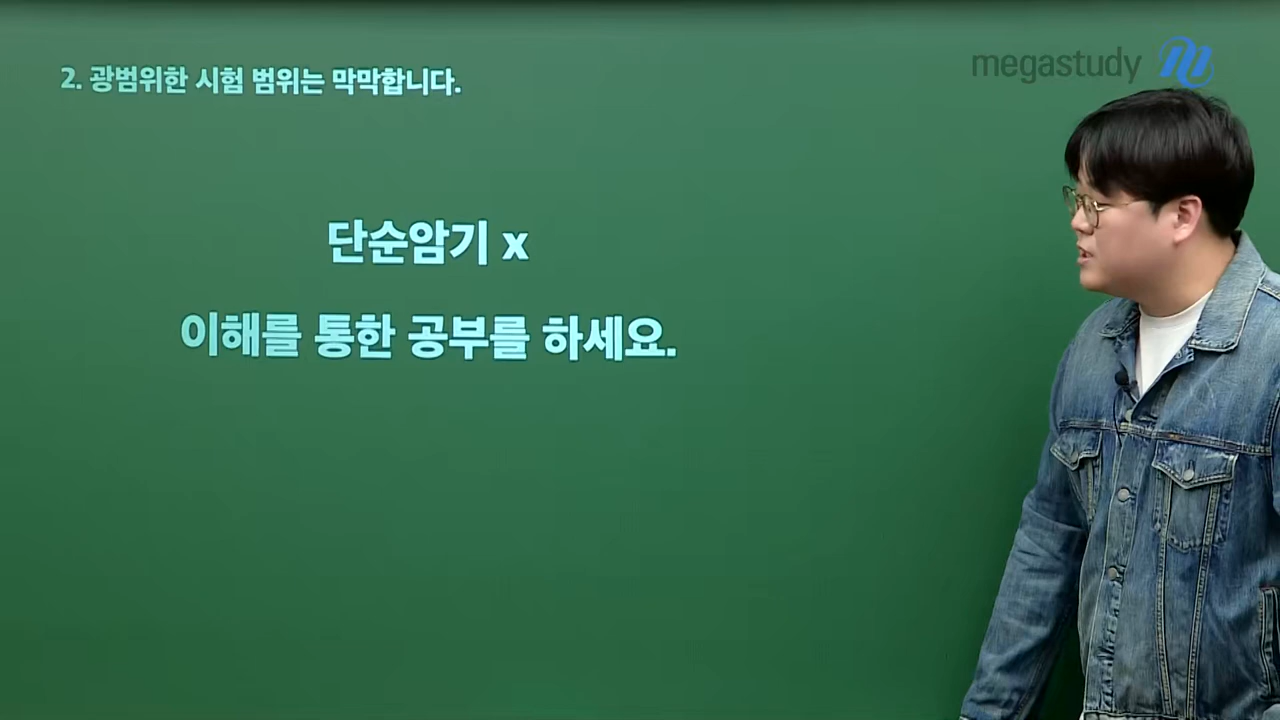 2. 광범위한 시험 범위는 막막합니다.
megastudy
단순암기 x
이해를 통한 공부를 하세요.